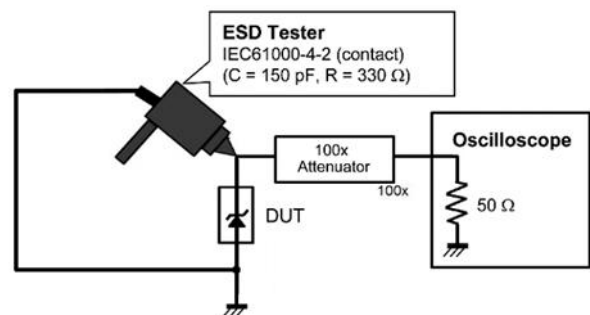 ESD Tester
IEC61000-4-2 (contact)
(C = 150 pF, R = 330 Ω)
100x
Attenuator
100x
Oscilloscope
50 Ω
DUT